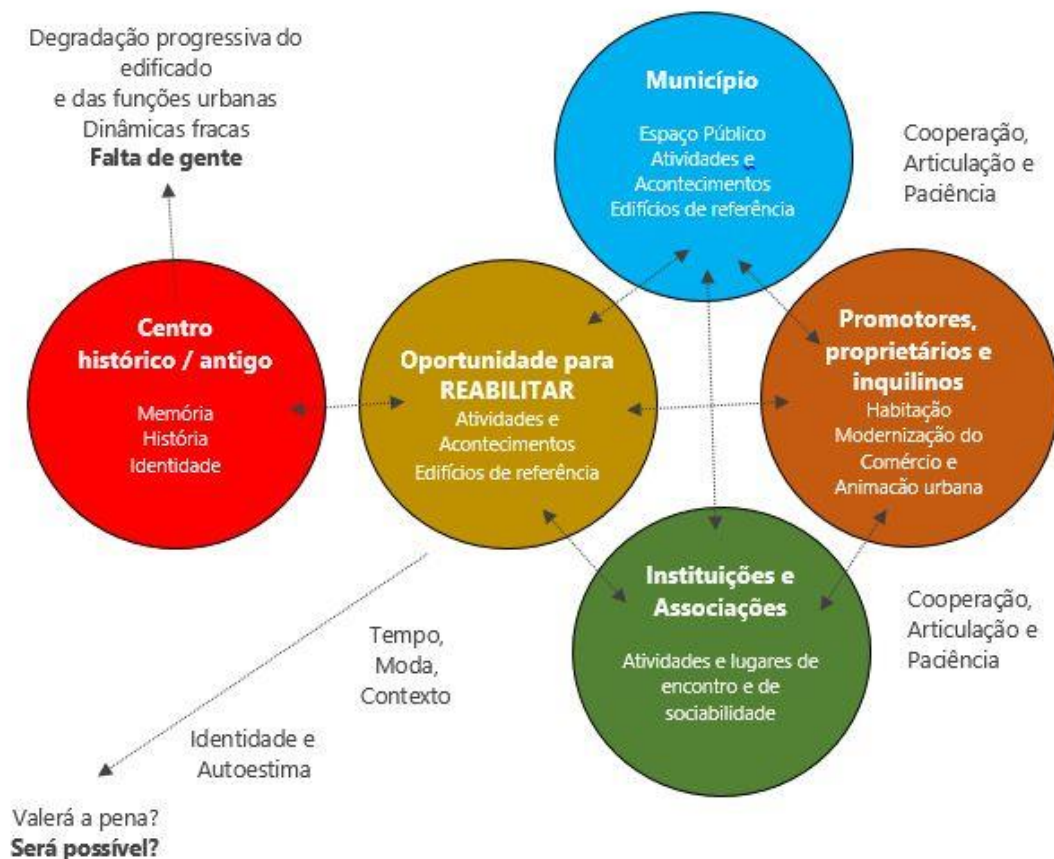 Degradação progressiva do
edificado
e das funções urbanas
Dinâmicas fracas
Falta de gente
Município
Espaço Público
Atividades e
Acontecimentos
Edifícios de referência
Cooperação,
Articulação e
Paciência
Centro
histórico / antigo
Memória
História
Identidade
Oportunidade para
REABILITAR
Atividades e
Acontecimentos
Edifícios de referência
Promotores,
proprietários e
inquilinos
Habitação
Modernização do
Comércio e
Animacão urbana
Instituições e
Associações
Atividades e lugares de
encontro e de
sociabilidade
Cooperação,
Articulação e
Paciência
Tempo,
Moda,
Contexto
Identidade e
Autoestima
Valerá a pena?
Será possível?